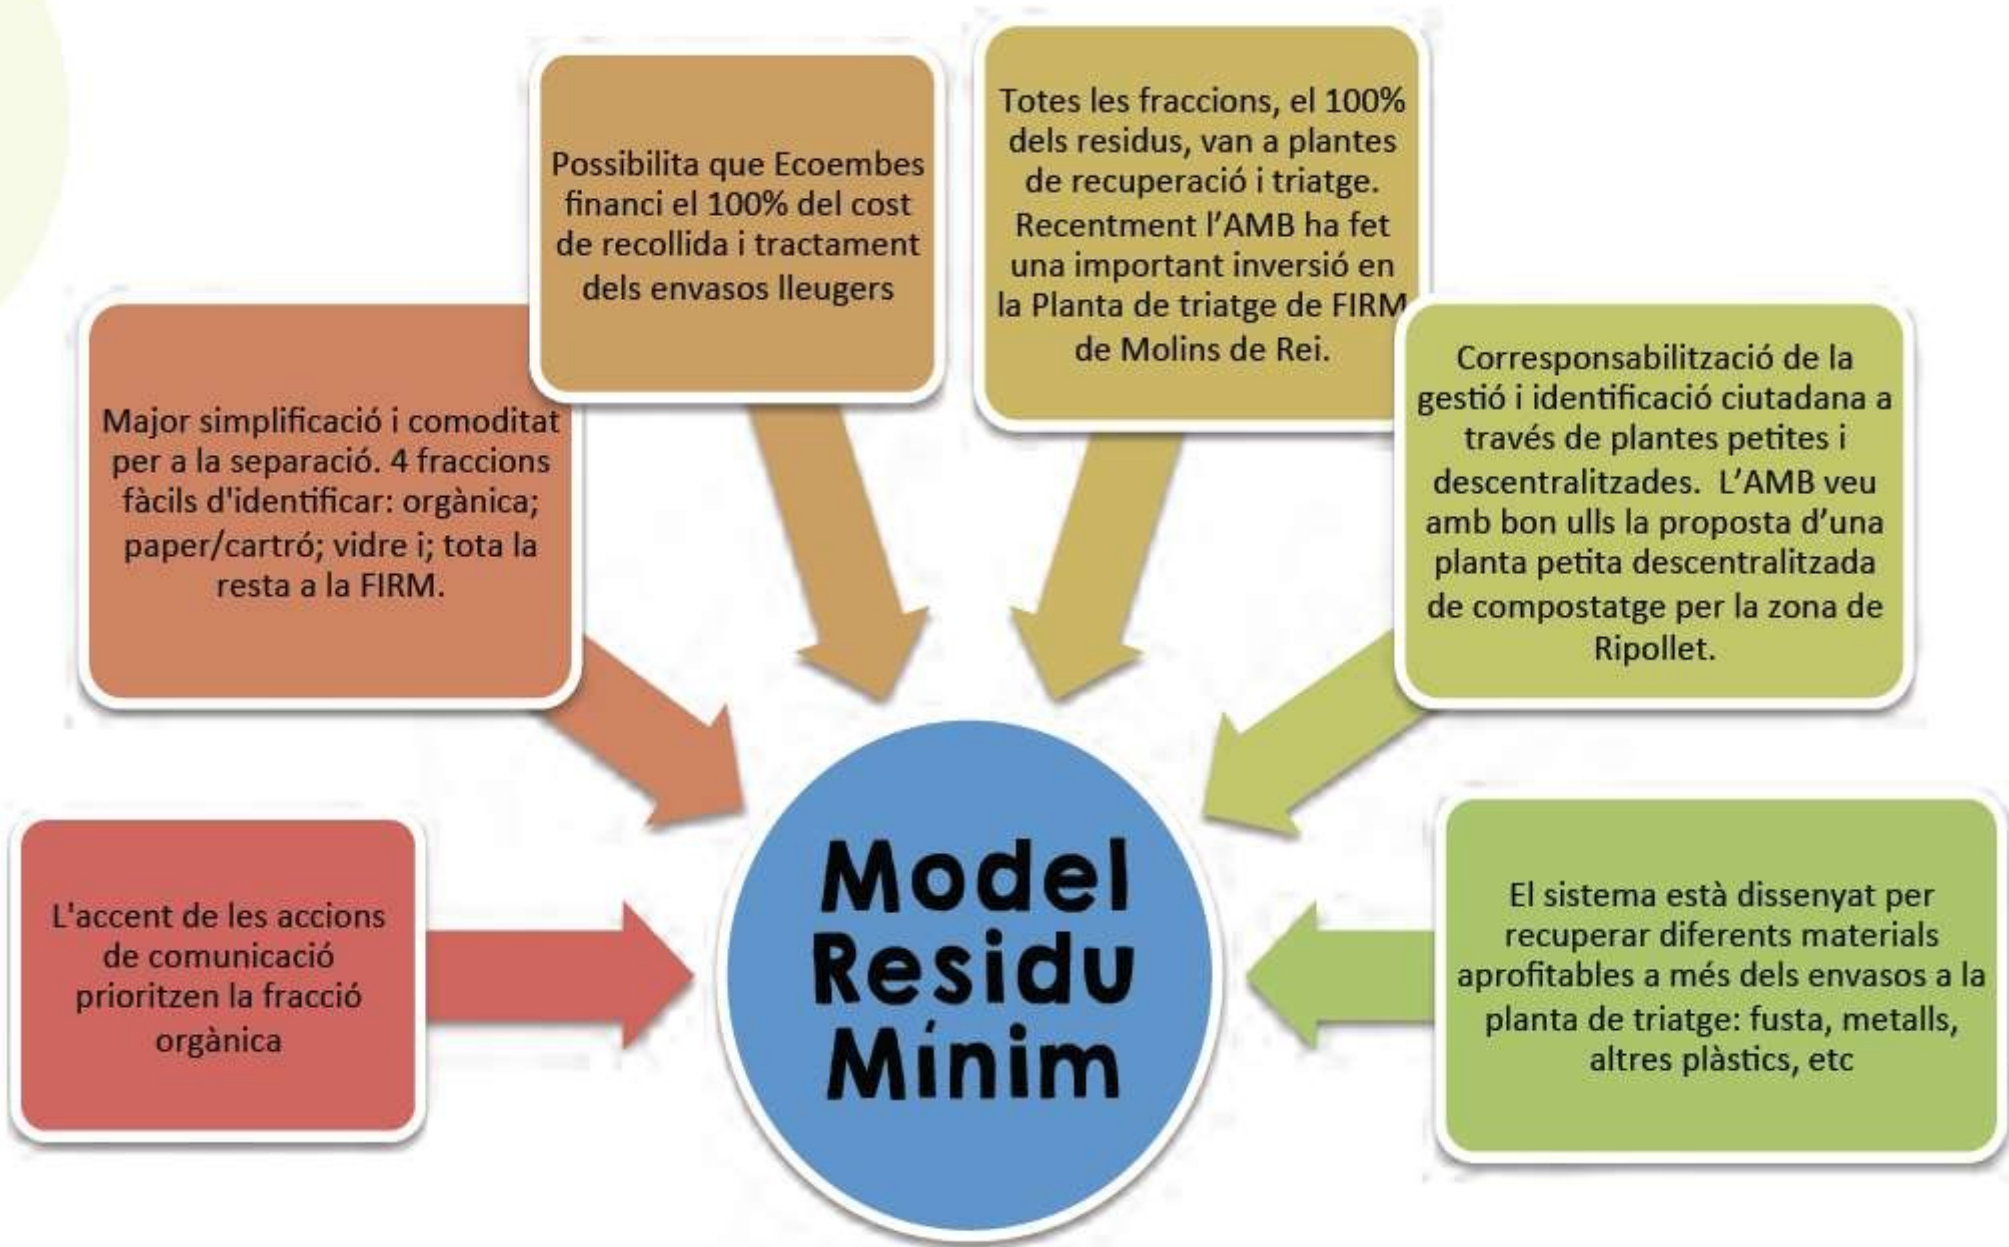 L'accent de les accions
de comunicació
prioritzen la fracció
orgànica
Major simplificació i comoditat
per a la separació. 4 fraccions
fàcils d'identificar: orgànica;
paper/cartró; vidre i; tota la
resta a la FIRM.
Possibilita que Ecoembes
financi el 100% del cost
de recollida i tractament
dels envasos lleugers
Totes les fraccions, el 100%
dels residus, van a plantes
de recuperació i triatge.
Recentment l’AMB ha fet
una important inversió en
la Planta de triatge de FIRM
de Molins de Rei.
Corresponsabilització de la
gestió i identificació ciutadana a
través de plantes petites i
descentralitzades. L’AMB veu
amb bon ulls la proposta d’una
planta petita descentralitzada
de compostatge per la zona de
Ripollet.
El sistema està dissenyat per
recuperar diferents materials
aprofitables a més dels envasos a la
planta de triatge: fusta, metalls,
altres plàstics, etc
Model
Residu
Mínim